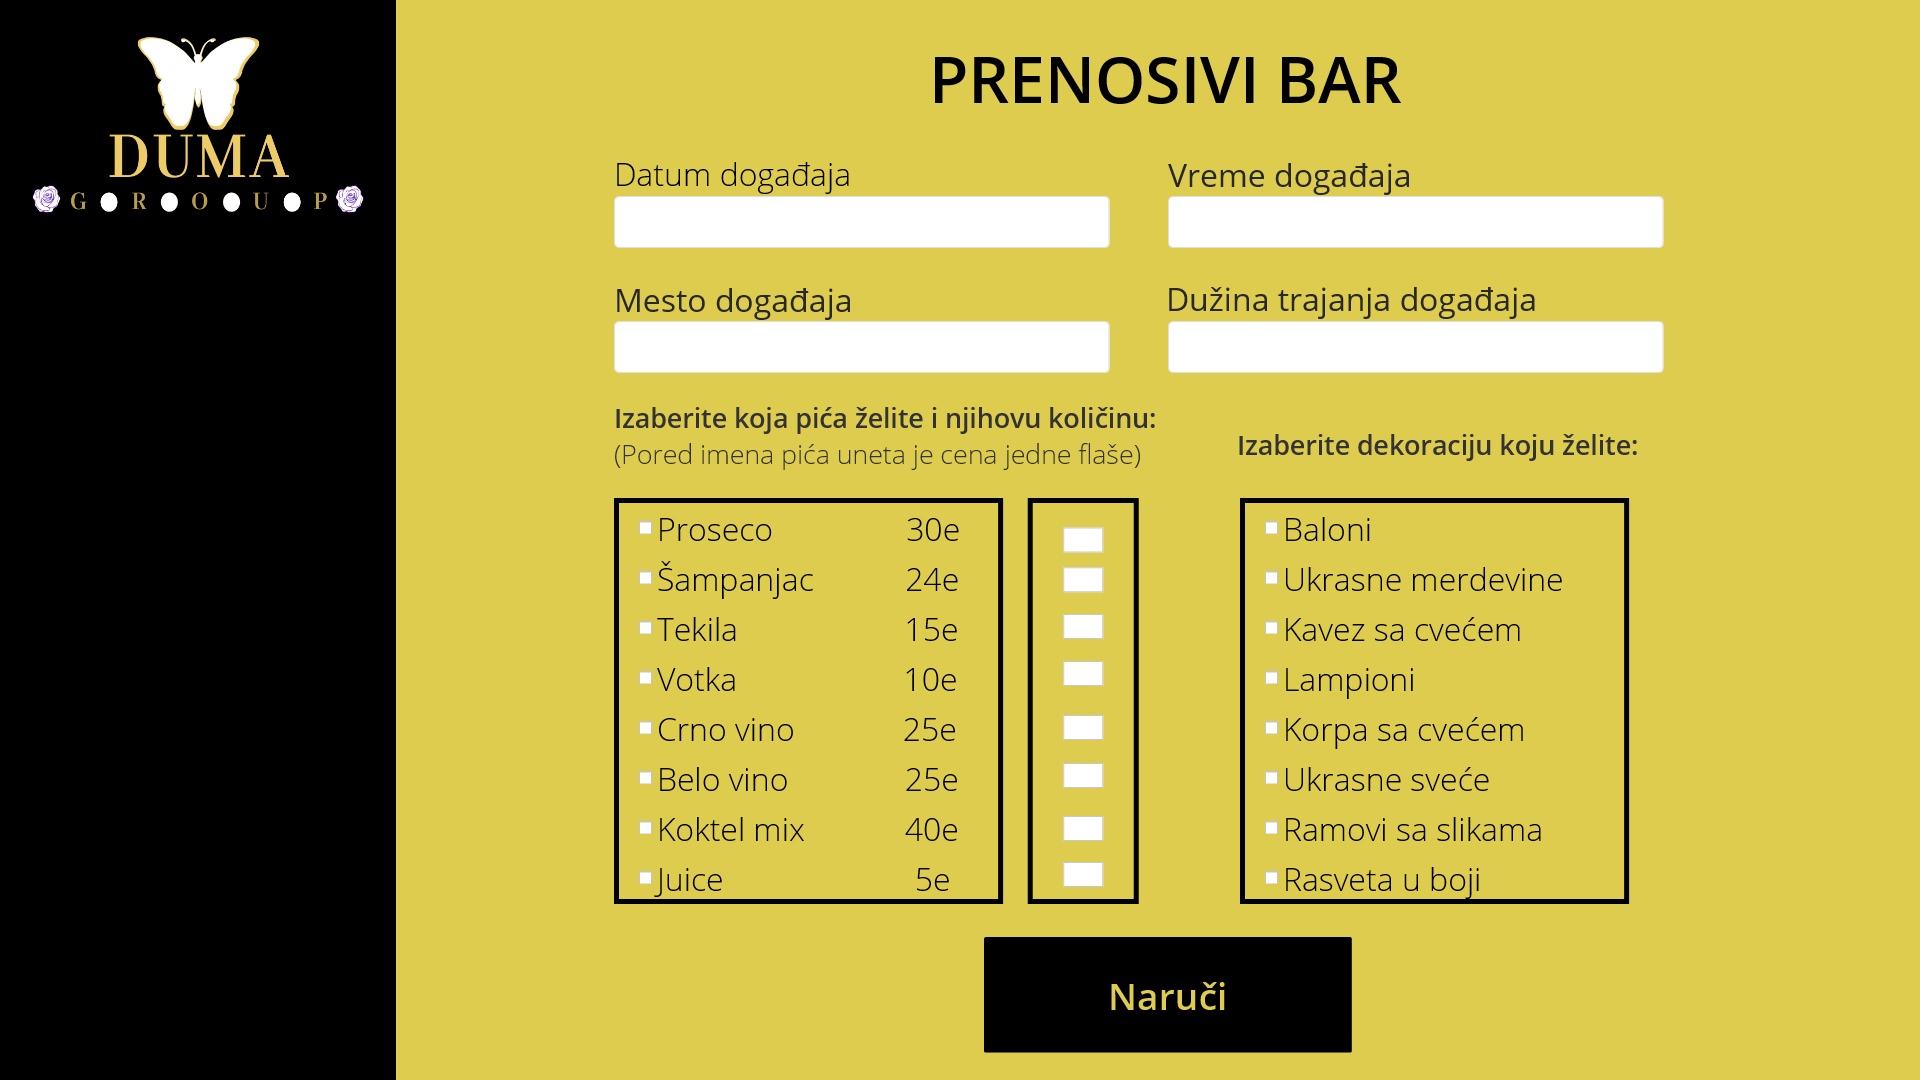 DUMA
G R O U P
PRENOSIVI BAR
Datum događaja
Vreme događaja
Mesto događaja
Dužina trajanja događaja
Izaberite koja pića želite i njihovu količinu:
(Pored imena pića uneta je cena jedne flaše)
Proseco 30e
Šampanjac 24e
Tekila 15e
Votka 10e
Crno vino 25e
Belo vino 25e
Koktel mix 40e
Juice 5e
Izaberite dekoraciju koju želite:
Baloni
Ukrasne merdevine
Kavez sa cvećem
Lampioni
Korpa sa cvećem
Ukrasne sveće
Ramovi sa slikama
Rasveta u boji
Naruči